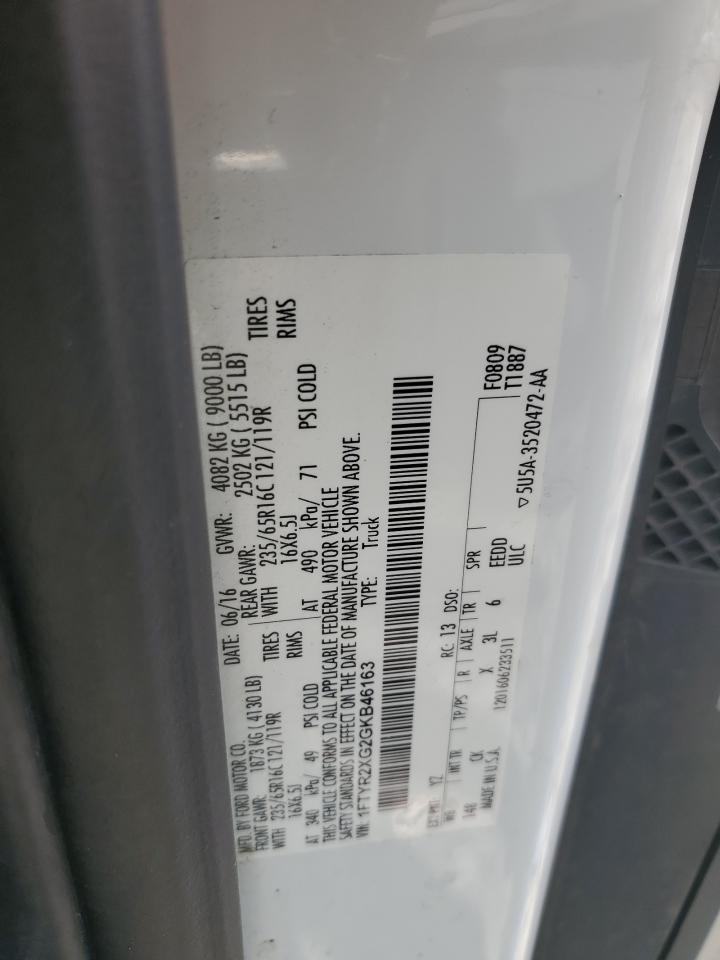 MFD. BY FORD MOTOR CO.
DATE: 06/16 GVWR: 4082 KG ( 9000 LB)
FRONT GAWR: 1873 KG ( 4130 LB) REAR GAWR: 2502 KG ( 5515 LB)
WITH 235/65R16C 121/119R TIRES WITH 235/65R16C 121/119R TIRES
16X6.5J RIMS 16X6.5J RIMS
AT 340 kPa/ 49 PSI COLD AT 490 kPa/ 71 PSI COLD
THIS VEHICLE CONFORMS TO ALL APPLICABLE FEDERAL MOTOR VEHICLE
SAFETY STANDARDS IN EFFECT ON THE DATE OF MANUFACTURE SHOWN ABOVE.
VIN: 1FTYR2XG2GKB46163 TYPE: Truck
EXT PNT: YZ RC: 13 DSO:
WB INT TR TP/PS R AXLE TR SPR F0809
148 CK X 3L 6 EEDD T1887
ULC
MADE IN U.S.A. 1201606233511 ▽5U5A-3520472-AA